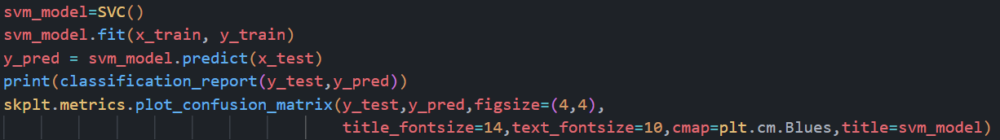 svm_model=SVC()
svm_model.fit(x_train, y_train)
y_pred = svm_model.predict(x_test)
print(classification_report(y_test,y_pred))
skplt.metrics.plot_confusion_matrix(y_test,y_pred,figsize=(4,4),
title_fontsize=14,text_fontsize=10,cmap=plt.cm.Blues,title=svm_model)